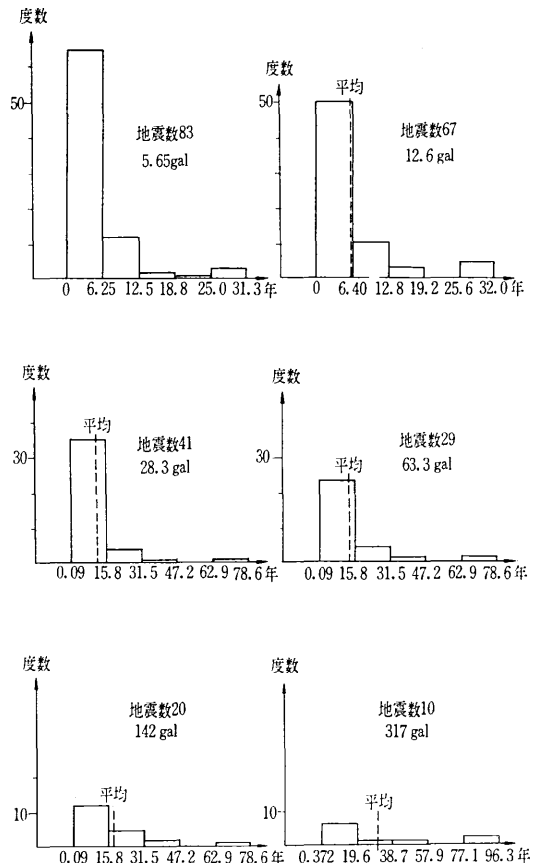 度数
50
地震数83
5.65gal
0 6.25 12.5 18.8 25.0 31.3年
度数
平均
50
地震数67
12.6 gal
0 6.40 12.8 19.2 25.6 32.0年
度数
平均
30
地震数41
28.3 gal
0.09 15.8 31.5 47.2 62.9 78.6年
度数
30
平均
地震数29
63.3 gal
0.09 15.8 31.5 47.2 62.9 78.6年
度数
地震数20
142 gal
平均
10
0.09 15.8 31.5 47.2 62.9 78.6年
度数
地震数10
317 gal
平均
10
0.372 19.6 38.7 57.9 77.1 96.3年